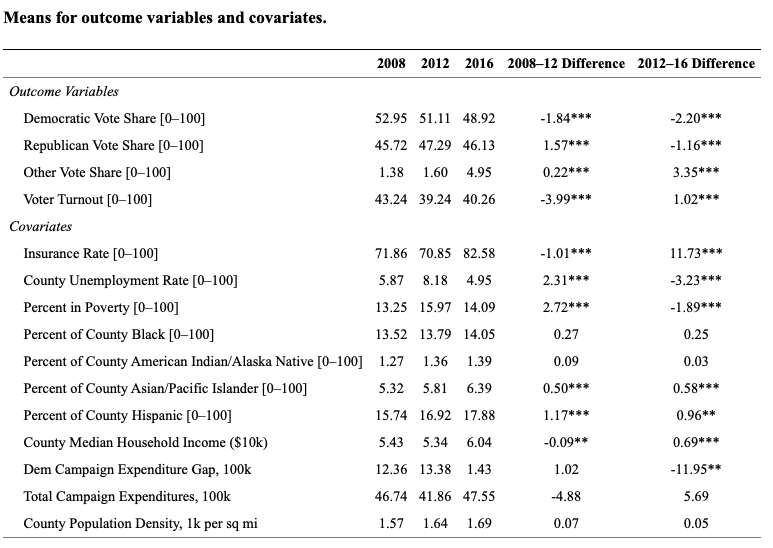 Means for outcome variables and covariates.
2008 2012 2016 2008–12 Difference 2012–16 Difference
Outcome Variables
Democratic Vote Share [0–100] 52.95 51.11 48.92 -1.84*** -2.20***
Republican Vote Share [0–100] 45.72 47.29 46.13 1.57*** -1.16***
Other Vote Share [0–100] 1.38 1.60 4.95 0.22*** 3.35***
Voter Turnout [0–100] 43.24 39.24 40.26 -3.99*** 1.02***
Covariates
Insurance Rate [0–100] 71.86 70.85 82.58 -1.01*** 11.73***
County Unemployment Rate [0–100] 5.87 8.18 4.95 2.31*** -3.23***
Percent in Poverty [0–100] 13.25 15.97 14.09 2.72*** -1.89***
Percent of County Black [0–100] 13.52 13.79 14.05 0.27 0.25
Percent of County American Indian/Alaska Native [0–100] 1.27 1.36 1.39 0.09 0.03
Percent of County Asian/Pacific Islander [0–100] 5.32 5.81 6.39 0.50*** 0.58***
Percent of County Hispanic [0–100] 15.74 16.92 17.88 1.17*** 0.96**
County Median Household Income ($10k) 5.43 5.34 6.04 -0.09** 0.69***
Dem Campaign Expenditure Gap, 100k 12.36 13.38 1.43 1.02 -11.95**
Total Campaign Expenditures, 100k 46.74 41.86 47.55 -4.88 5.69
County Population Density, 1k per sq mi 1.57 1.64 1.69 0.07 0.05